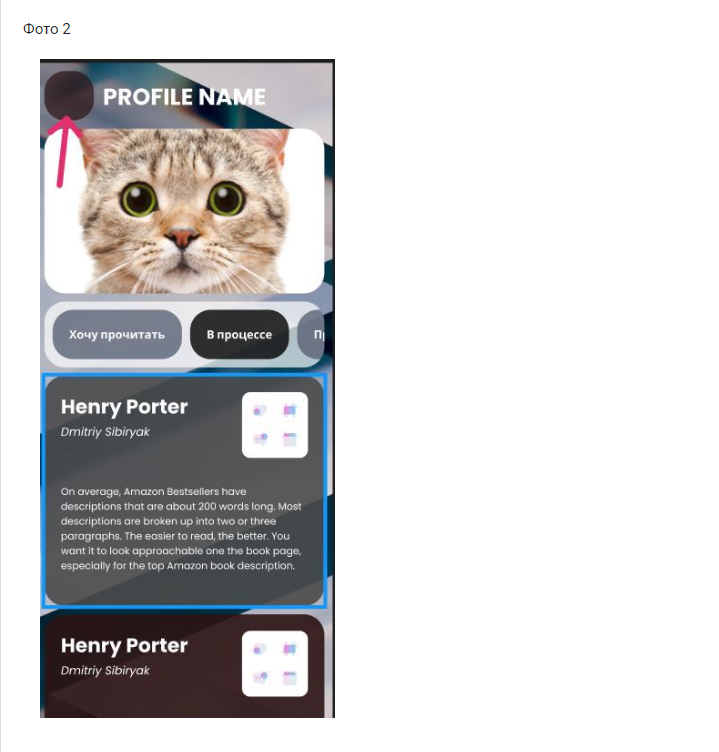 Фото 2
PROFILE NAME
Хочу прочитать
В процессе
Henry Porter
Dmitriy Sibiryak
On average, Amazon Bestsellers have
descriptions that are about 200 words long. Most
descriptions are broken up into two or three
paragraphs. The easier to read, the better. You
want it to look approachable one the book page,
especially for the top Amazon book description.
Henry Porter
Dmitriy Sibiryak